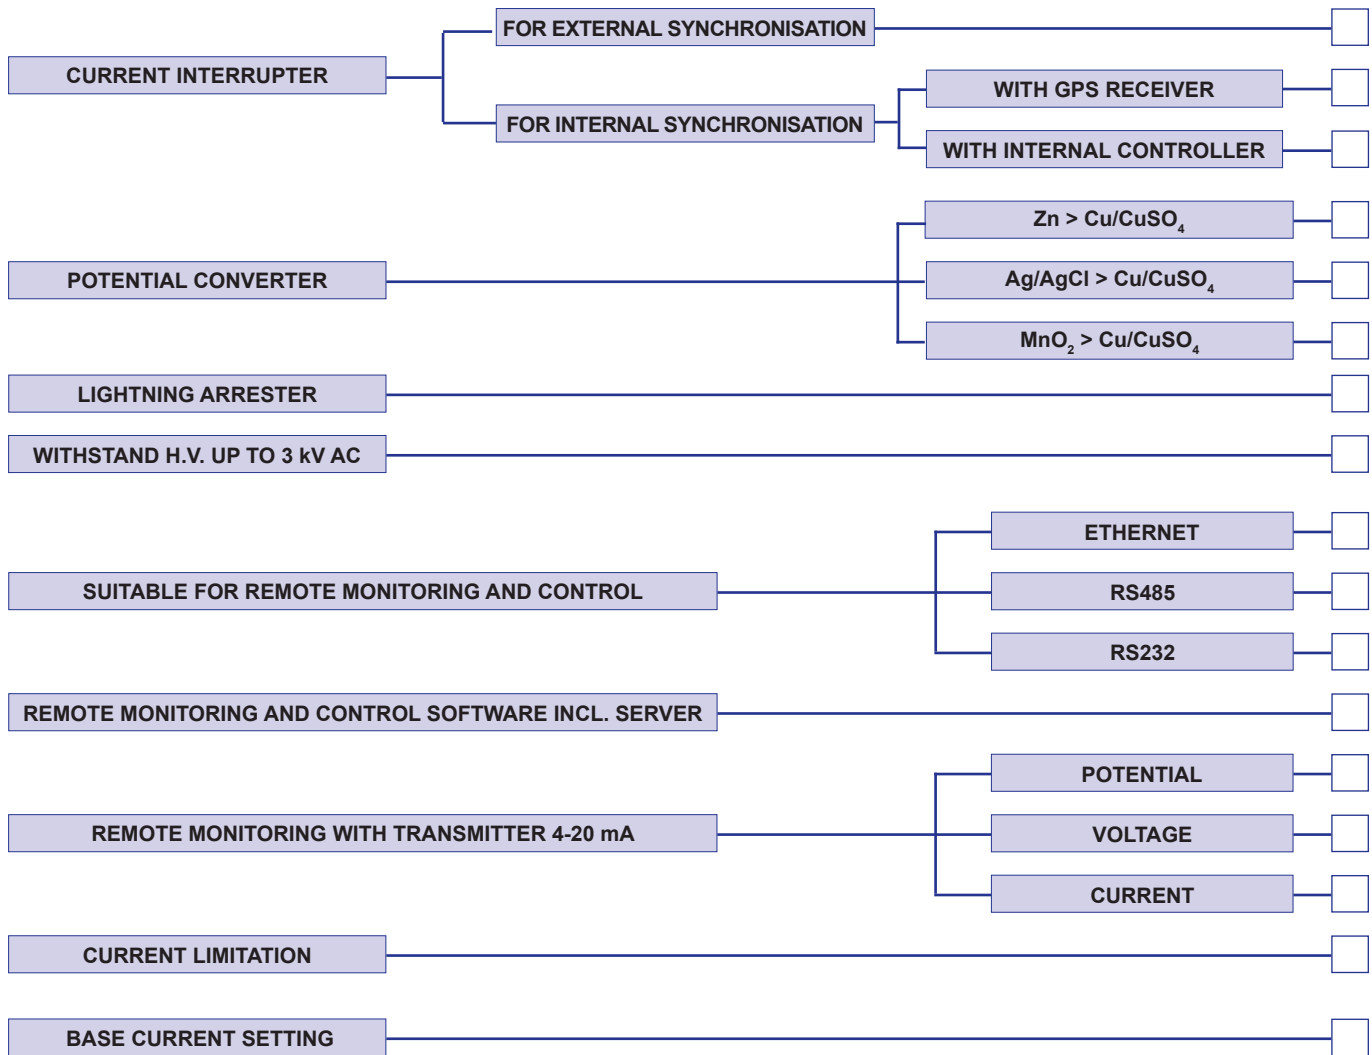 FOR EXTERNAL SYNCHRONISATION
CURRENT INTERRUPTER
WITH GPS RECEIVER
FOR INTERNAL SYNCHRONISATION
WITH INTERNAL CONTROLLER
Zn > Cu/CuSO₄
POTENTIAL CONVERTER
Ag/AgCl > Cu/CuSO₄
MnO₂ > Cu/CuSO₄
LIGHTNING ARRESTER
WITHSTAND H.V. UP TO 3 kV AC
ETHERNET
SUITABLE FOR REMOTE MONITORING AND CONTROL
RS485
RS232
REMOTE MONITORING AND CONTROL SOFTWARE INCL. SERVER
POTENTIAL
REMOTE MONITORING WITH TRANSMITTER 4-20 mA
VOLTAGE
CURRENT
CURRENT LIMITATION
BASE CURRENT SETTING